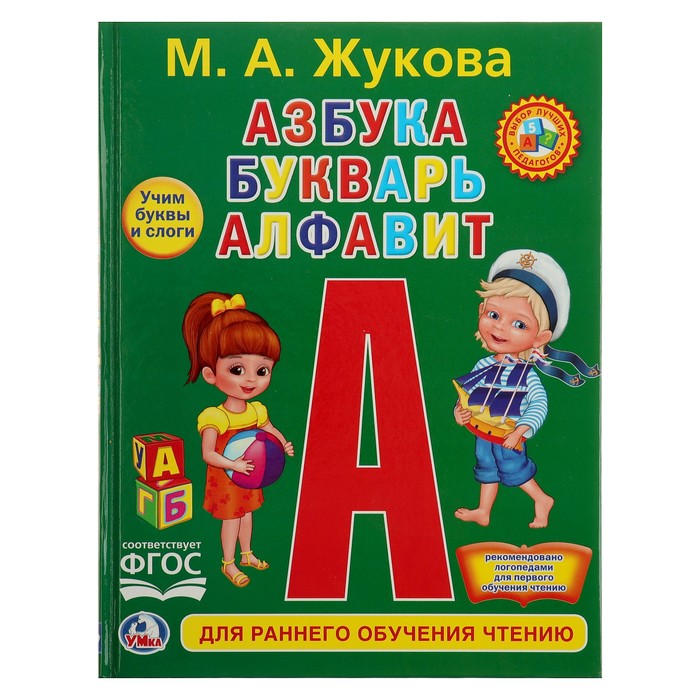 М. А. Жукова
АЗБУКА
БУКВАРЬ
АЛФАВИТ
ВЫБОР ЛУЧШИХ
ПЕДАГОГОВ!
Б
А ?
Учим
буквы
и слоги
А
У А
Г Б
соответствует
ФГОС
рекомендовано
логопедами
для первого
обучения чтению
УМКА
ДЛЯ РАННЕГО ОБУЧЕНИЯ ЧТЕНИЮ